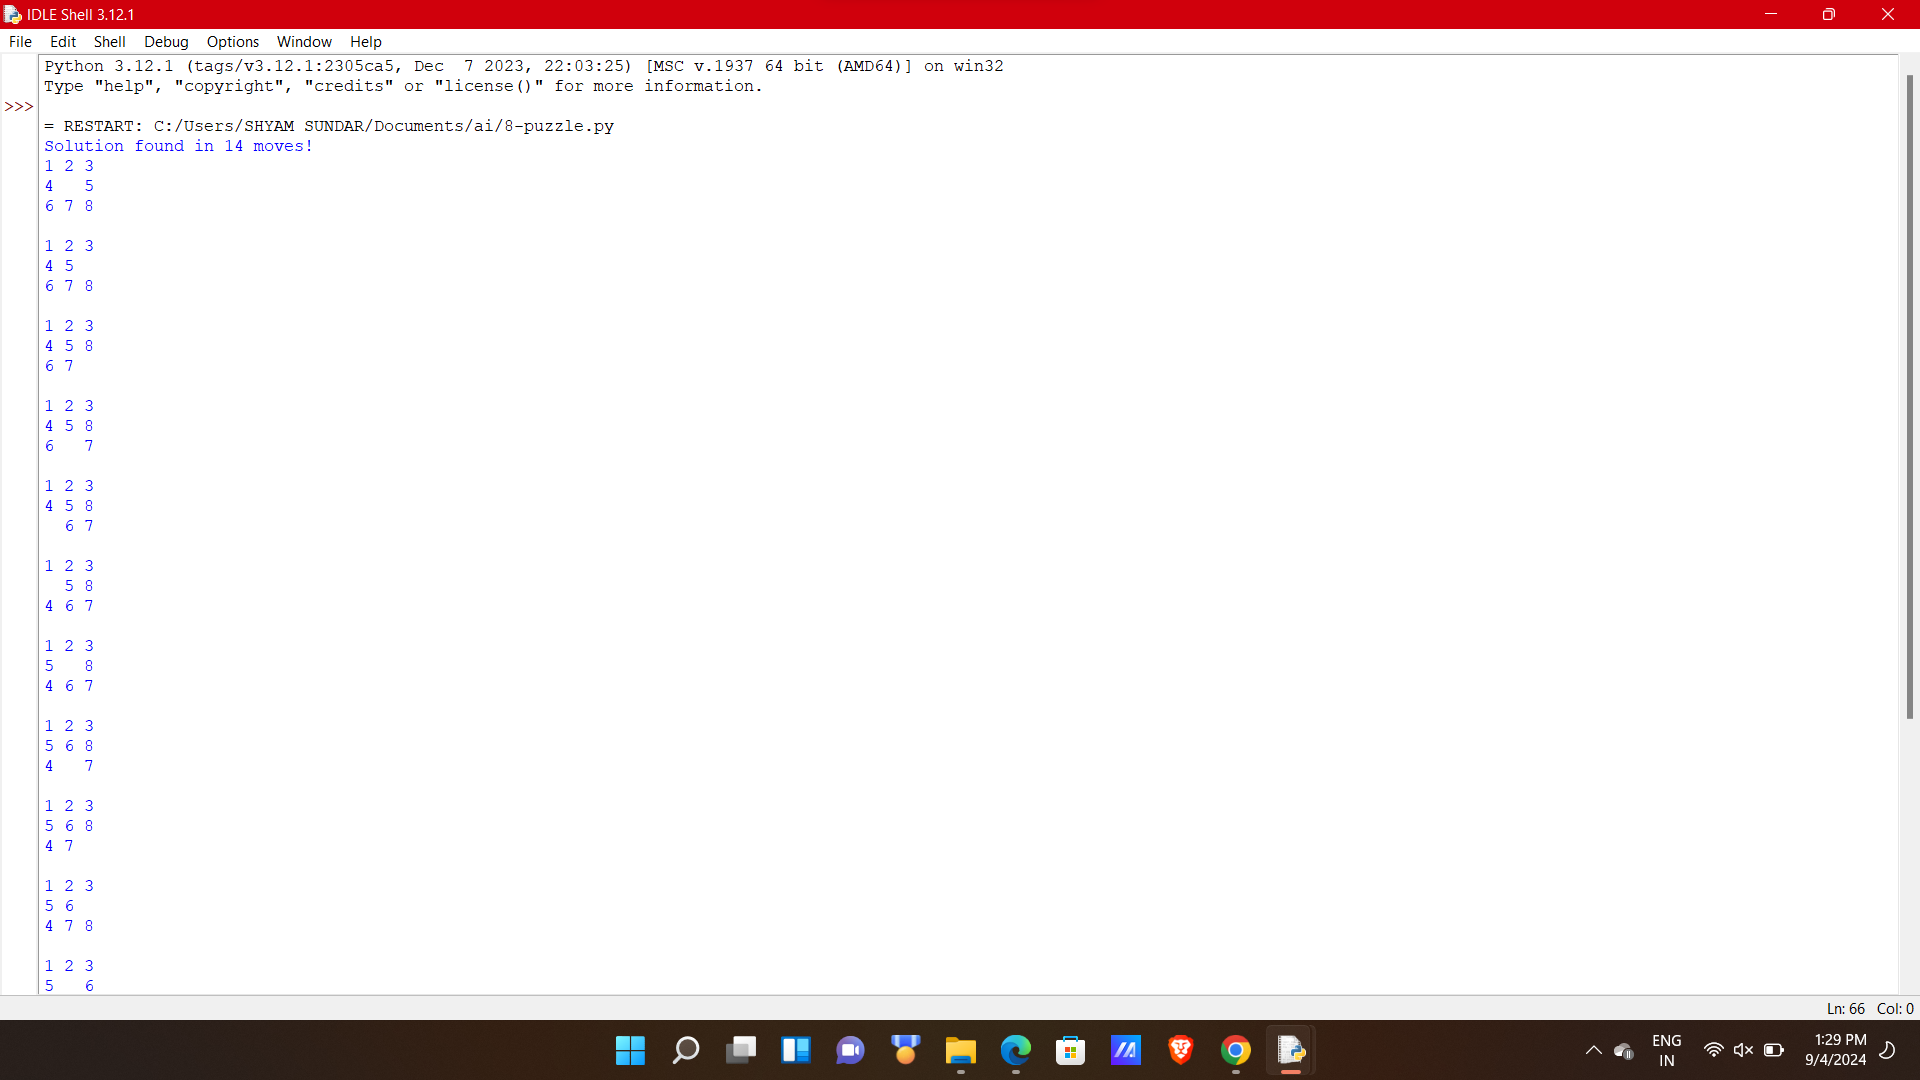 IDLE Shell 3.12.1
File Edit Shell Debug Options Window Help
Python 3.12.1 (tags/v3.12.1:2305ca5, Dec  7 2023, 22:03:25) [MSC v.1937 64 bit (AMD64)] on win32
Type "help", "copyright", "credits" or "license()" for more information.
>>>
= RESTART: C:/Users/SHYAM SUNDAR/Documents/ai/8-puzzle.py
Solution found in 14 moves!
1 2 3
4   5
6 7 8

1 2 3
4 5
6 7 8

1 2 3
4 5 8
6 7

1 2 3
4 5 8
6   7

1 2 3
4 5 8
  6 7

1 2 3
  5 8
4 6 7

1 2 3
5   8
4 6 7

1 2 3
5 6 8
4   7

1 2 3
5 6 8
4 7

1 2 3
5 6
4 7 8

1 2 3
5   6
Ln: 66 Col: 0
ENG
IN
1:29 PM
9/4/2024